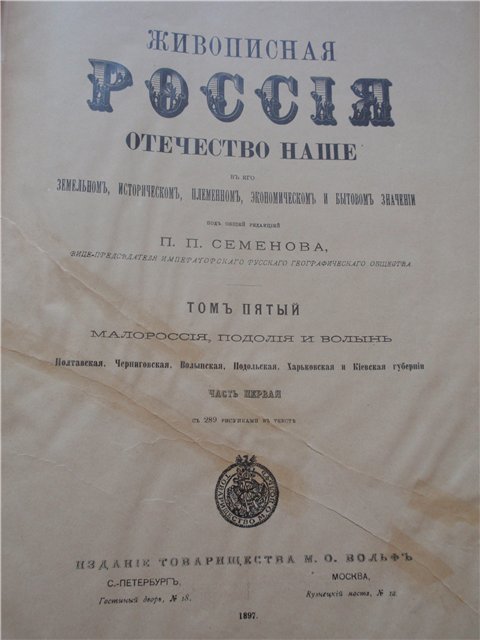 ЖИВОПИСНАЯ
РОССІЯ
ОТЕЧЕСТВО НАШЕ
ВЪ ЕГО
ЗЕМЕЛЬНОМЪ, ИСТОРИЧЕСКОМЪ, ПЛЕМЕННОМЪ, ЭКОНОМИЧЕСКОМЪ И БЫТОВОМЪ ЗНАЧЕНІИ
ПОДЪ ОБЩЕЙ РЕДАКЦІЕЙ
П. П. СЕМЕНОВА,
ВИЦЕ-ПРЕДСѢДАТЕЛЯ ИМПЕРАТОРСКАГО РУССКАГО ГЕОГРАФИЧЕСКАГО ОБЩЕСТВА
ТОМЪ ПЯТЫЙ
МАЛОРОССІЯ, ПОДОЛІЯ И ВОЛЫНЬ
Полтавская, Черниговская, Волынская, Подольская, Харьковская и Кіевская губерніи
ЧАСТЬ ПЕРВАЯ
СЪ 289 РИСУНКАМИ ВЪ ТЕКСТѢ
ТОВАРИЩЕСТВО М.О. ВОЛЬФЪ
ИЗДАНІЕ ТОВАРИЩЕСТВА М. О. ВОЛЬФЪ
С.-ПЕТЕРБУРГЪ,
Гостиный дворъ, № 18.
МОСКВА,
Кузнецкій мостъ, № 12.
1897.